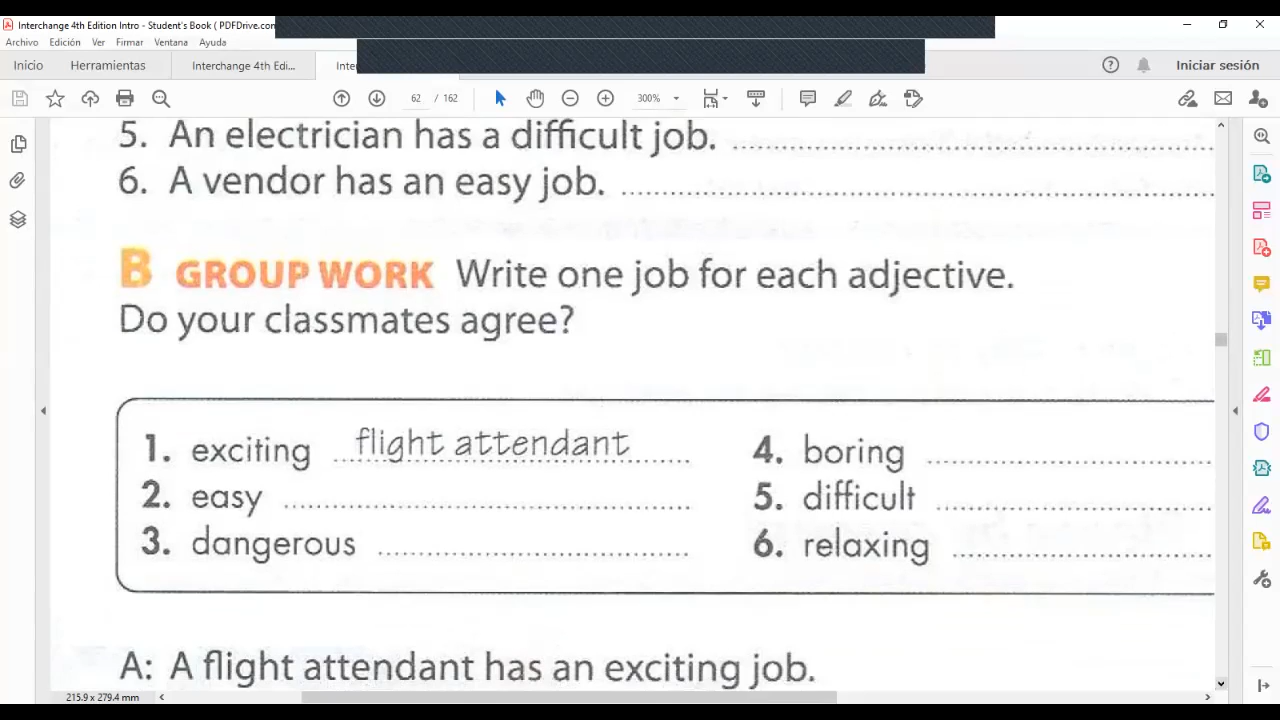 Interchange 4th Edition Intro - Student's Book ( PDFDrive.com
Archivo Edición Ver Firmar Ventana Ayuda
Inicio Herramientas Interchange 4th Edi... Inter
Iniciar sesión
62 / 162 300%
5. An electrician has a difficult job.
6. A vendor has an easy job.
B GROUP WORK Write one job for each adjective.
Do your classmates agree?
1. exciting flight attendant
2. easy
3. dangerous
4. boring
5. difficult
6. relaxing
A: A flight attendant has an exciting job.
215.9 x 279.4 mm